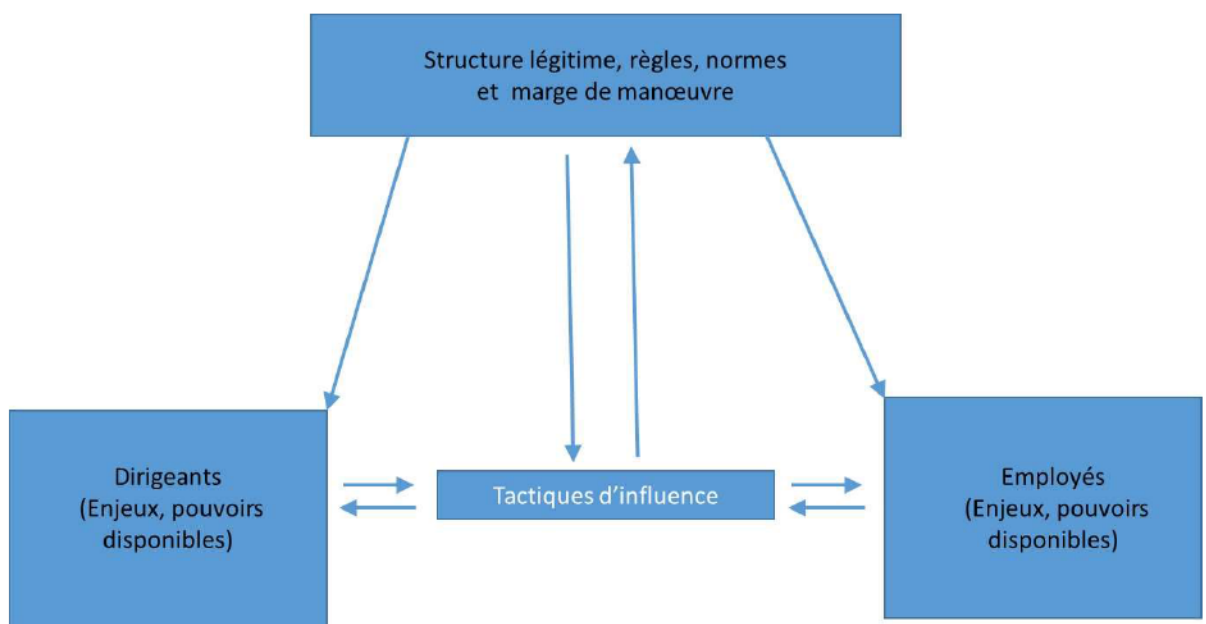 Structure légitime, règles, normes
et marge de manœuvre
Dirigeants
(Enjeux, pouvoirs
disponibles)
Tactiques d'influence
Employés
(Enjeux, pouvoirs
disponibles)